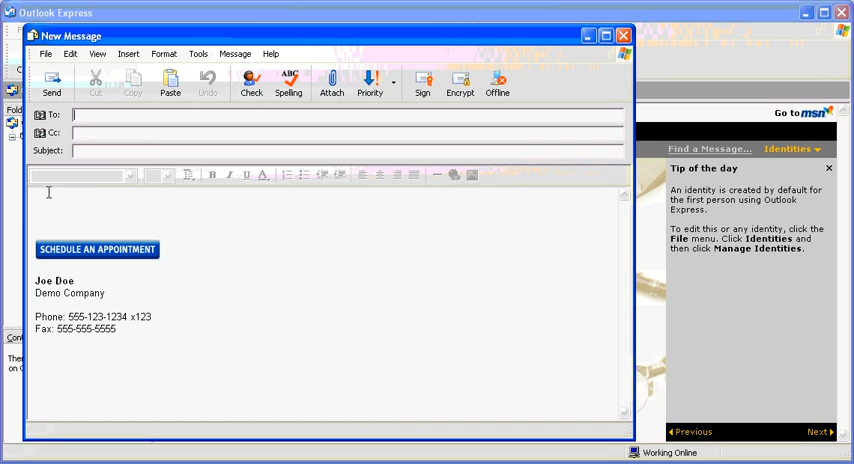 Outlook Express
New Message
File Edit View Insert Format Tools Message Help
Send Cut Copy Paste Undo Check Spelling Attach Priority Sign Encrypt Offline
ABC
To:
Cc:
Subject:
B I U A
SCHEDULE AN APPOINTMENT
Joe Doe
Demo Company
Phone: 555-123-1234 x123
Fax: 555-555-5555
Go to msn
Find a Message... Identities
Tip of the day
An identity is created by default for
the first person using Outlook
Express.
To edit this or any identity, click the
File menu. Click Identities and
then click Manage Identities.
Previous Next
Working Online